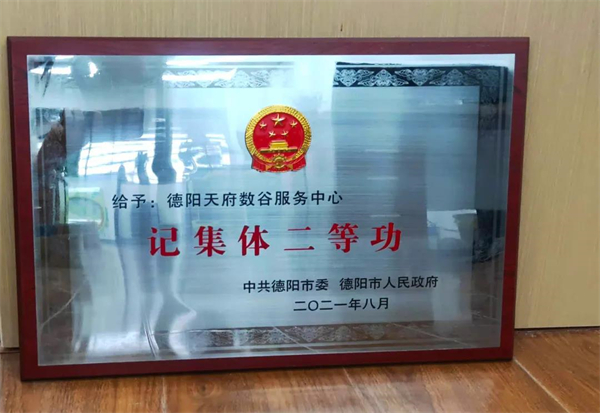 给予：德阳天府数谷服务中心
记集体二等功
中共德阳市委 德阳市人民政府
二〇二一年八月